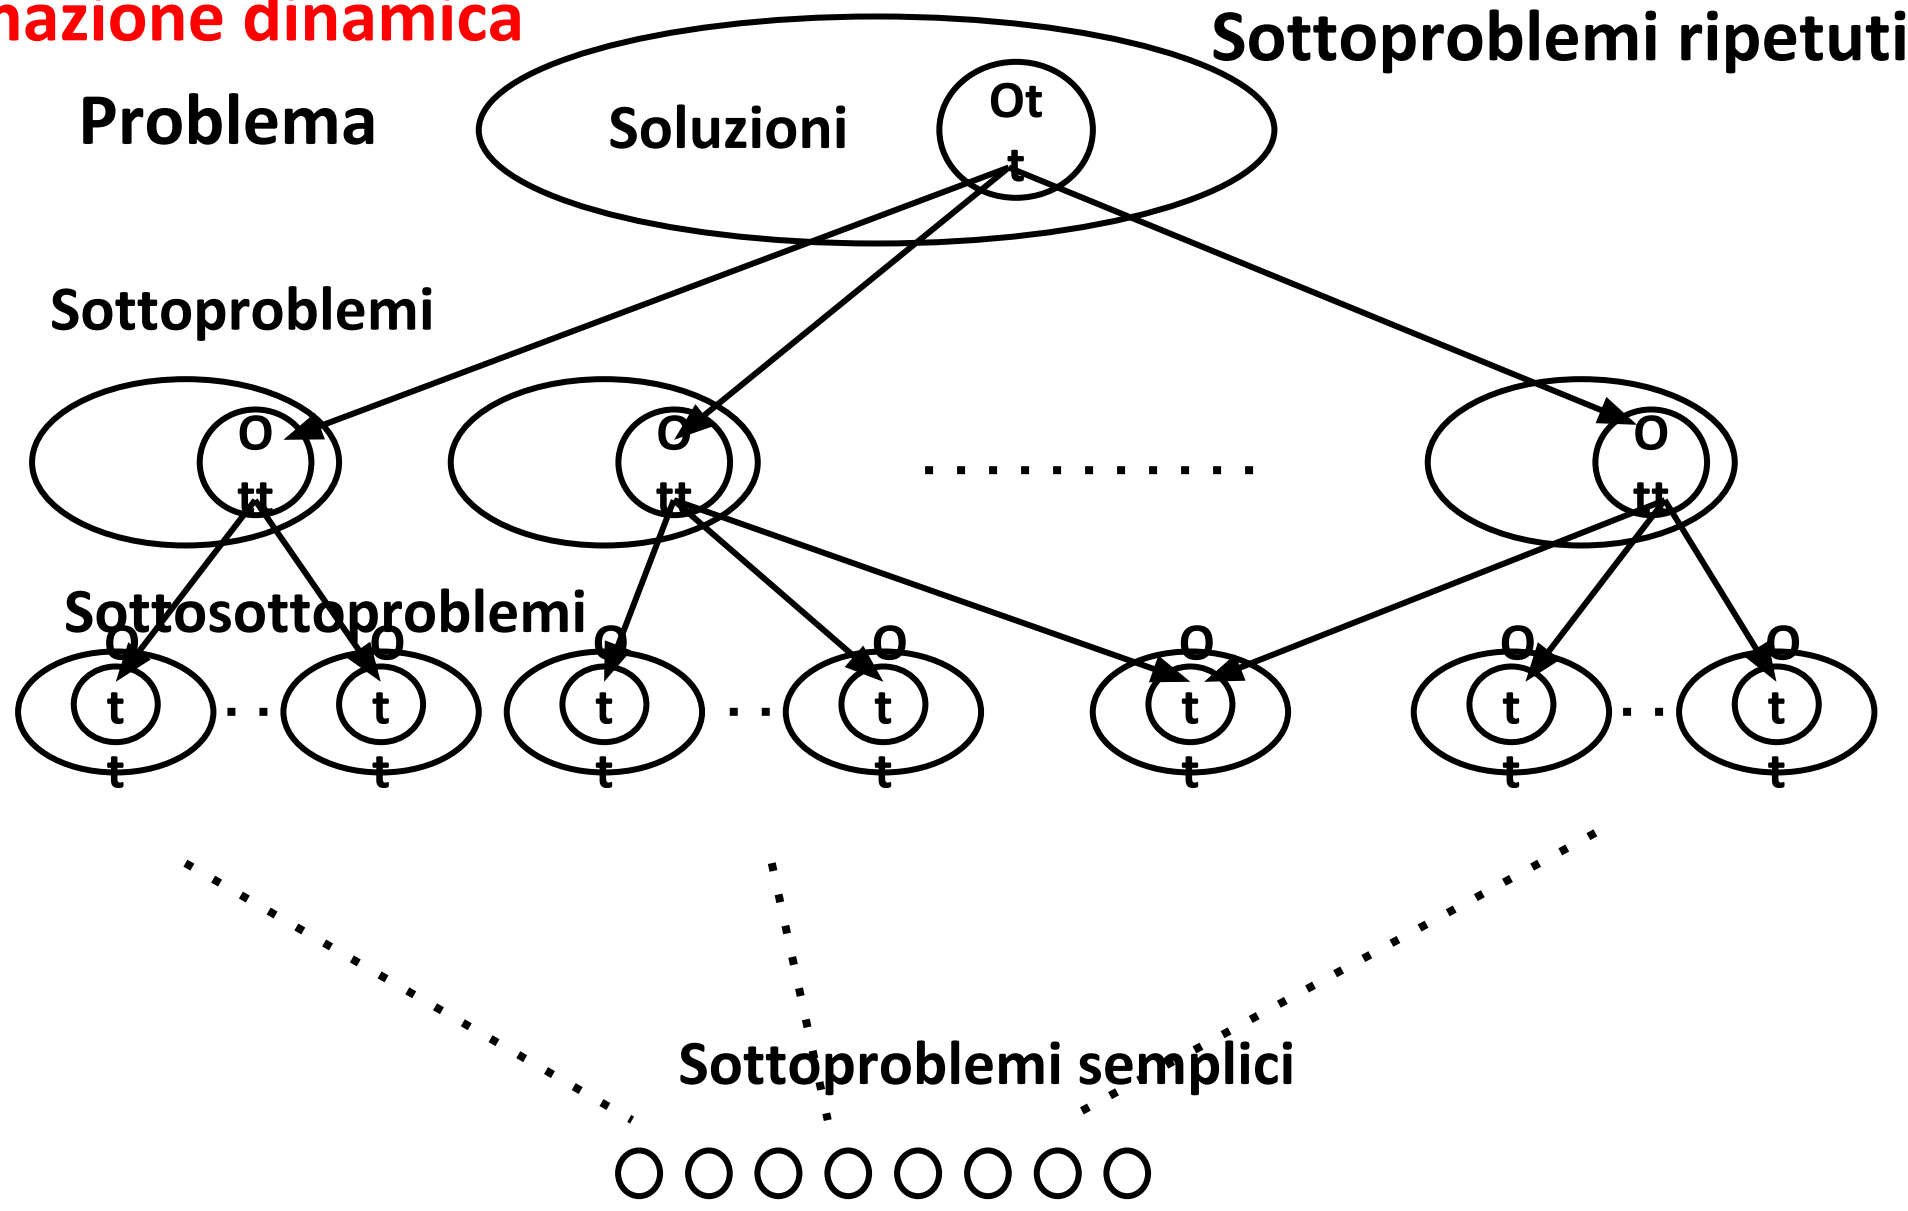 nazione dinamica
Sottoproblemi ripetuti
Problema
Soluzioni
Ot
t
Sottoproblemi
O
tt
O
tt
O
tt
Sottosottoproblemi
O
t
t
O
t
t
O
t
t
O
t
t
O
t
t
O
t
t
O
t
t
Sottoproblemi semplici